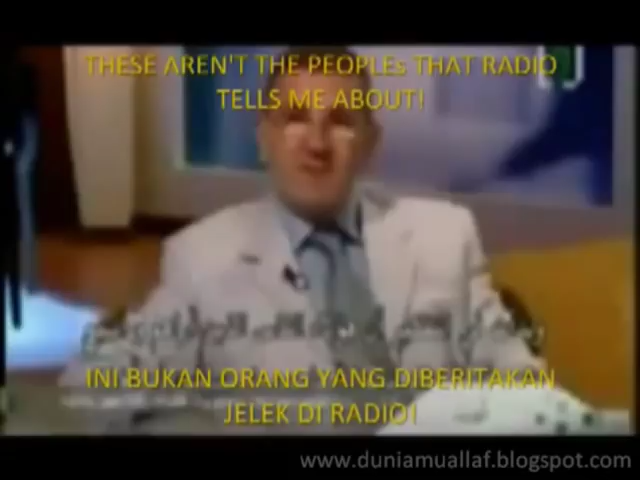 THESE AREN'T THE PEOPLEs THAT RADIO
TELLS ME ABOUT!
INI BUKAN ORANG YANG DIBERITAKAN
JELEK DI RADIO!
www.duniamuallaf.blogspot.com